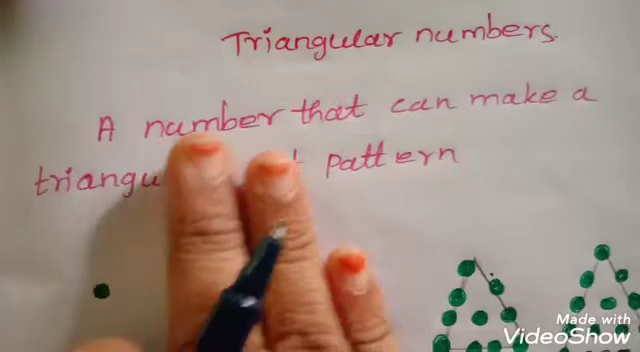 Triangular numbers.
A number that can make a
triangu pattern
Made with
VideoShow